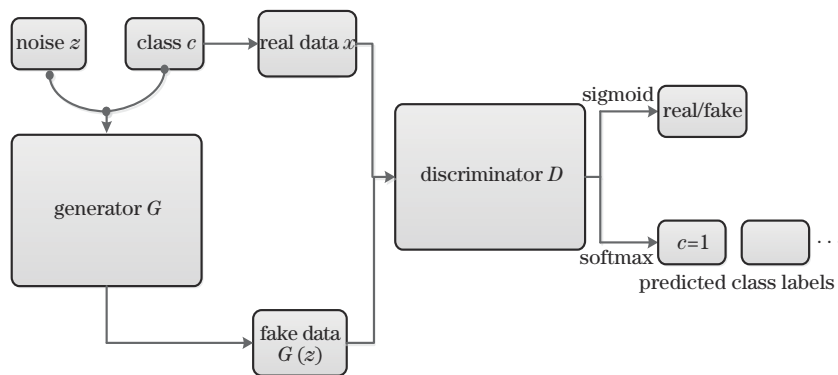 noise z
class c
real data x
generator G
fake data
G (z)
discriminator D
sigmoid
real/fake
softmax
c=1
··
predicted class labels